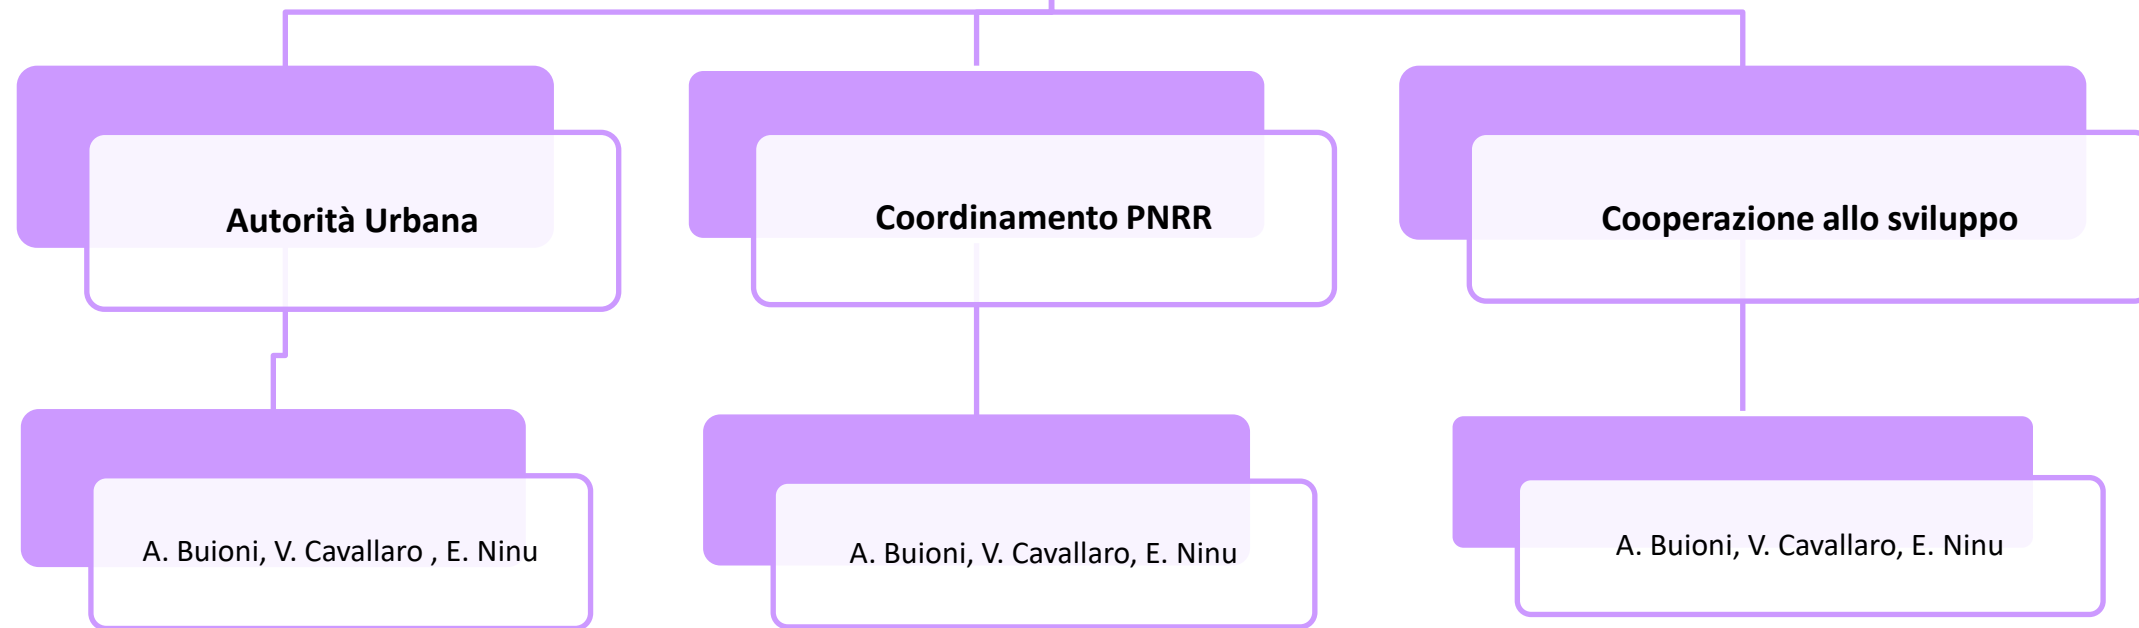 Autorità Urbana
Coordinamento PNRR
Cooperazione allo sviluppo
A. Buioni, V. Cavallaro , E. Ninu
A. Buioni, V. Cavallaro, E. Ninu
A. Buioni, V. Cavallaro, E. Ninu